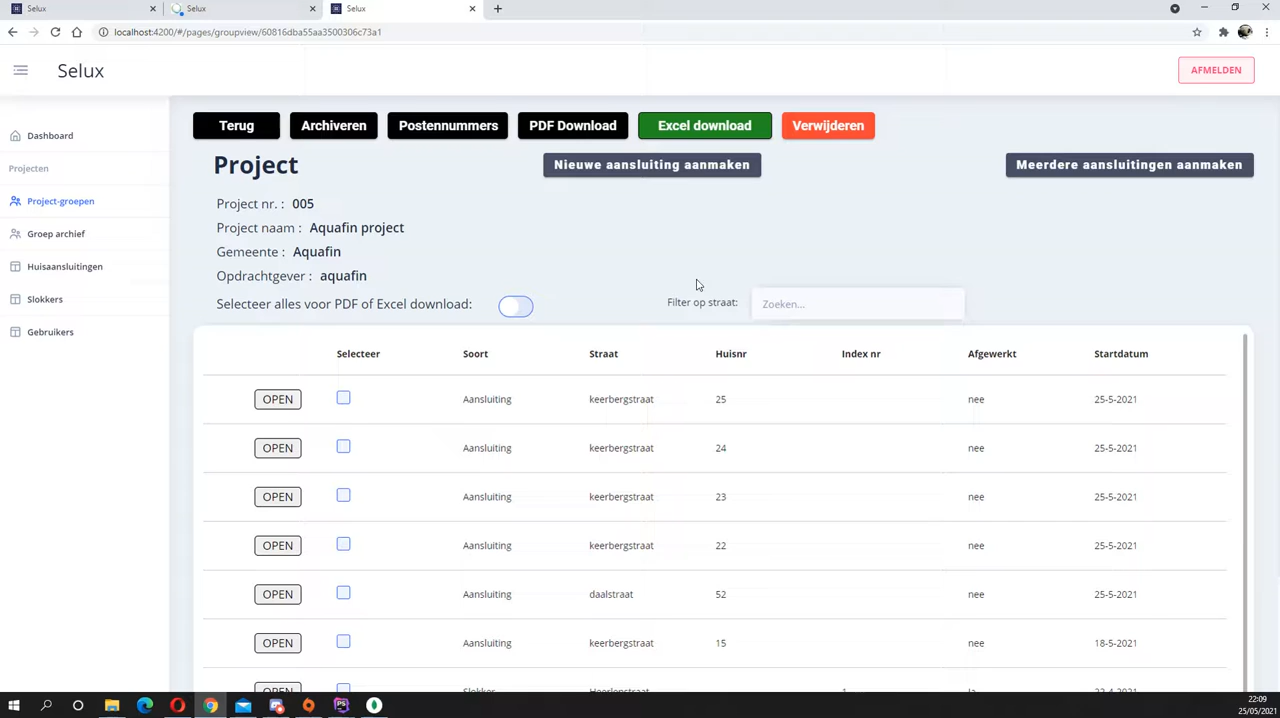 Selux Selux Selux
localhost:4200/#/pages/groupview/60816dba55aa3500306c73a1
Selux AFMELDEN
Dashboard
Projecten
Project-groepen
Groep archief
Huisaansluitingen
Slokkers
Gebruikers
Terug Archiveren Postennummers PDF Download Excel download Verwijderen
Project Nieuwe aansluiting aanmaken Meerdere aansluitingen aanmaken
Project nr. : 005
Project naam : Aquafin project
Gemeente : Aquafin
Opdrachtgever : aquafin
Selecteer alles voor PDF of Excel download: Filter op straat: Zoeken...
Selecteer Soort Straat Huisnr Index nr Afgewerkt Startdatum
OPEN Aansluiting keerbergstraat 25 nee 25-5-2021
OPEN Aansluiting keerbergstraat 24 nee 25-5-2021
OPEN Aansluiting keerbergstraat 23 nee 25-5-2021
OPEN Aansluiting keerbergstraat 22 nee 25-5-2021
OPEN Aansluiting daalstraat 52 nee 25-5-2021
OPEN Aansluiting keerbergstraat 15 nee 18-5-2021
OPEN Slokker 1
22:09
25/05/2021